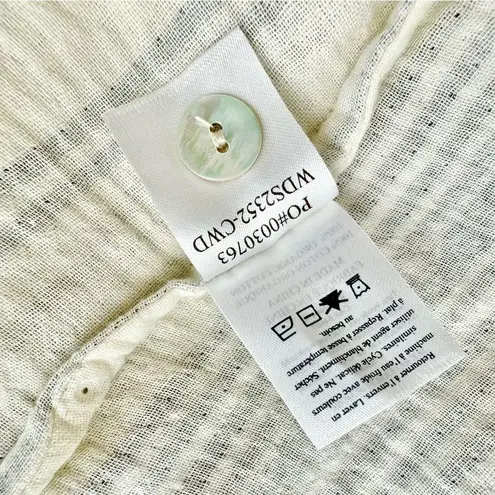 Retourner à l'envers. Laver en
machine à l'eau froide avec couleurs
similaires. Cycle délicat. Ne pas
utiliser agent de blanchiment. Sécher
à plat. Repasser à basse température
au besoin.
PO#0030763
WDS2352-CWD